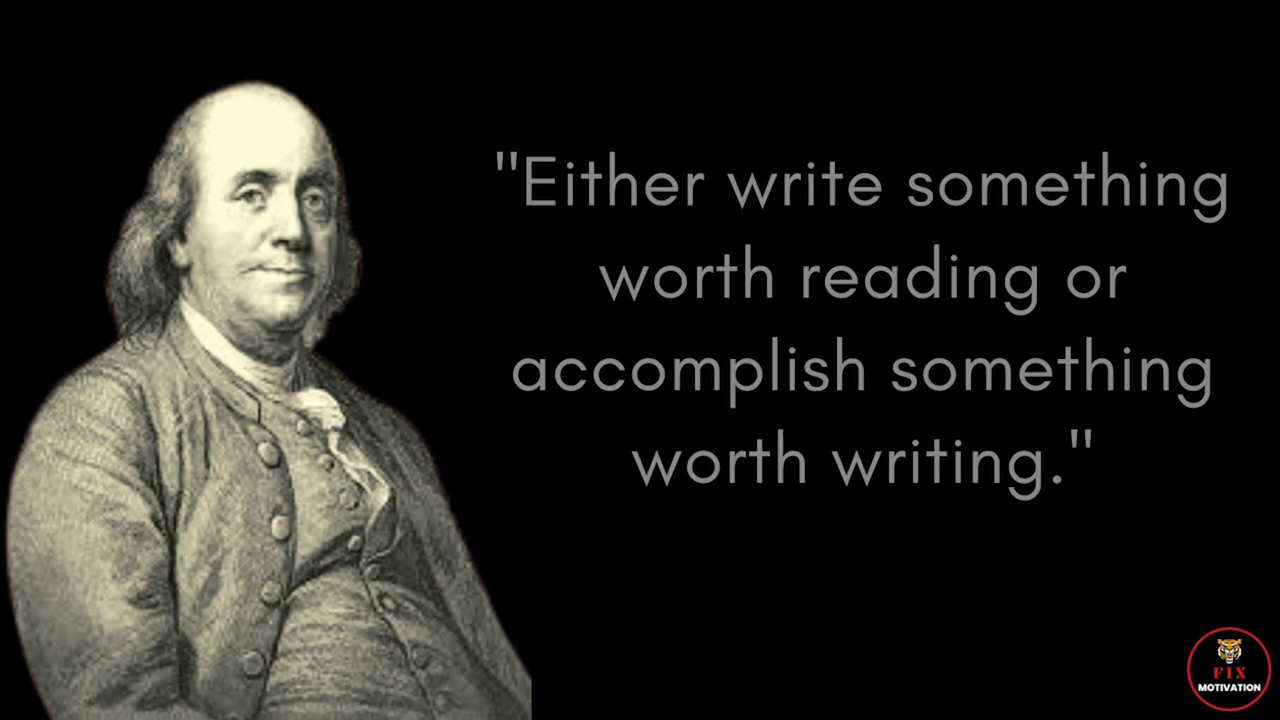 "Either write something
worth reading or
accomplish something
worth writing."
FIX
MOTIVATION